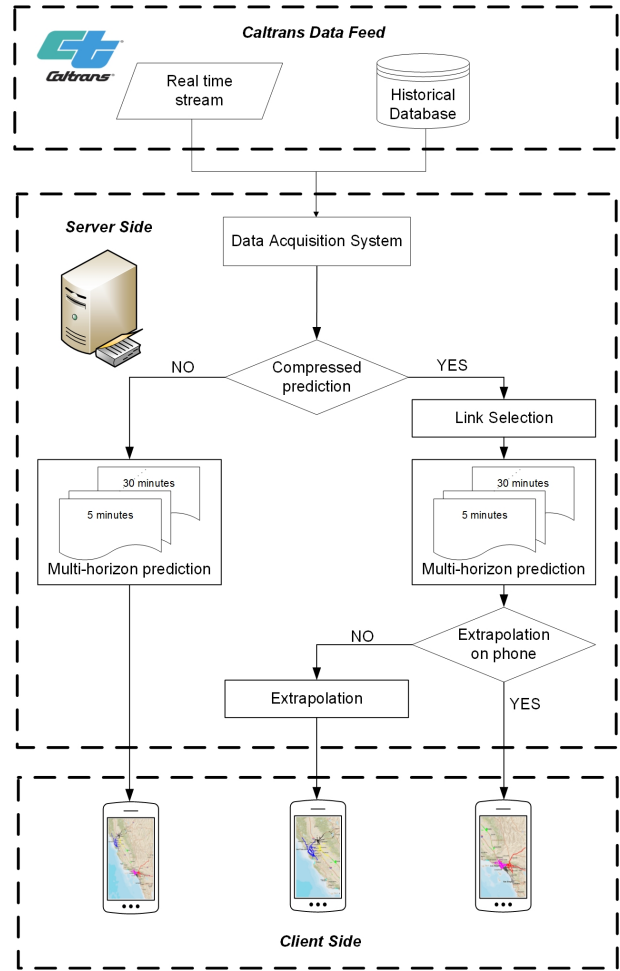 Caltrans Data Feed
Caltrans
Real time
stream
Historical
Database
Server Side
Data Acquisition System
Compressed
prediction
NO
YES
Link Selection
30 minutes
5 minutes
Multi-horizon prediction
30 minutes
5 minutes
Multi-horizon prediction
Extrapolation
on phone
NO
Extrapolation
YES
Client Side